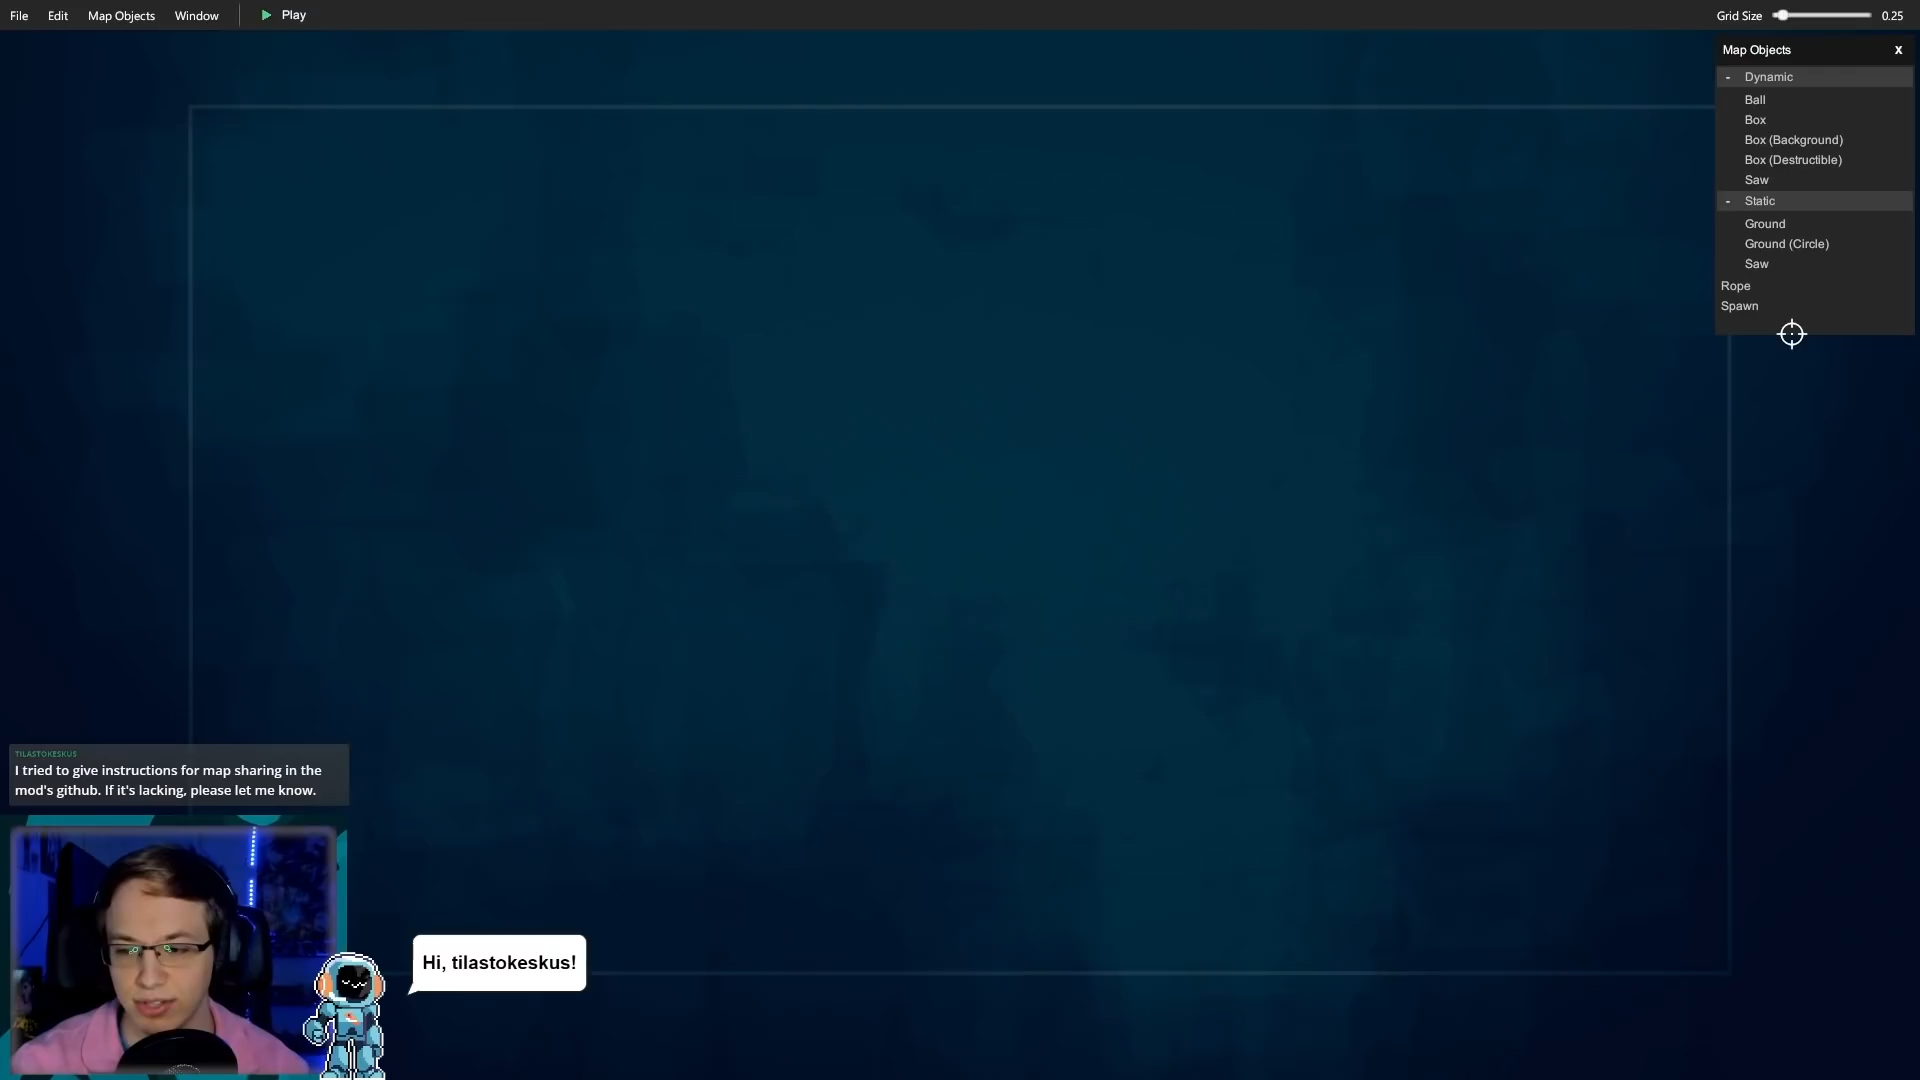 File Edit Map Objects Window Play Grid Size 0.25
Map Objects x
- Dynamic
Ball
Box
Box (Background)
Box (Destructible)
Saw
- Static
Ground
Ground (Circle)
Saw
Rope
Spawn
TILASTOKESKUS
I tried to give instructions for map sharing in the
mod's github. If it's lacking, please let me know.
Hi, tilastokeskus!